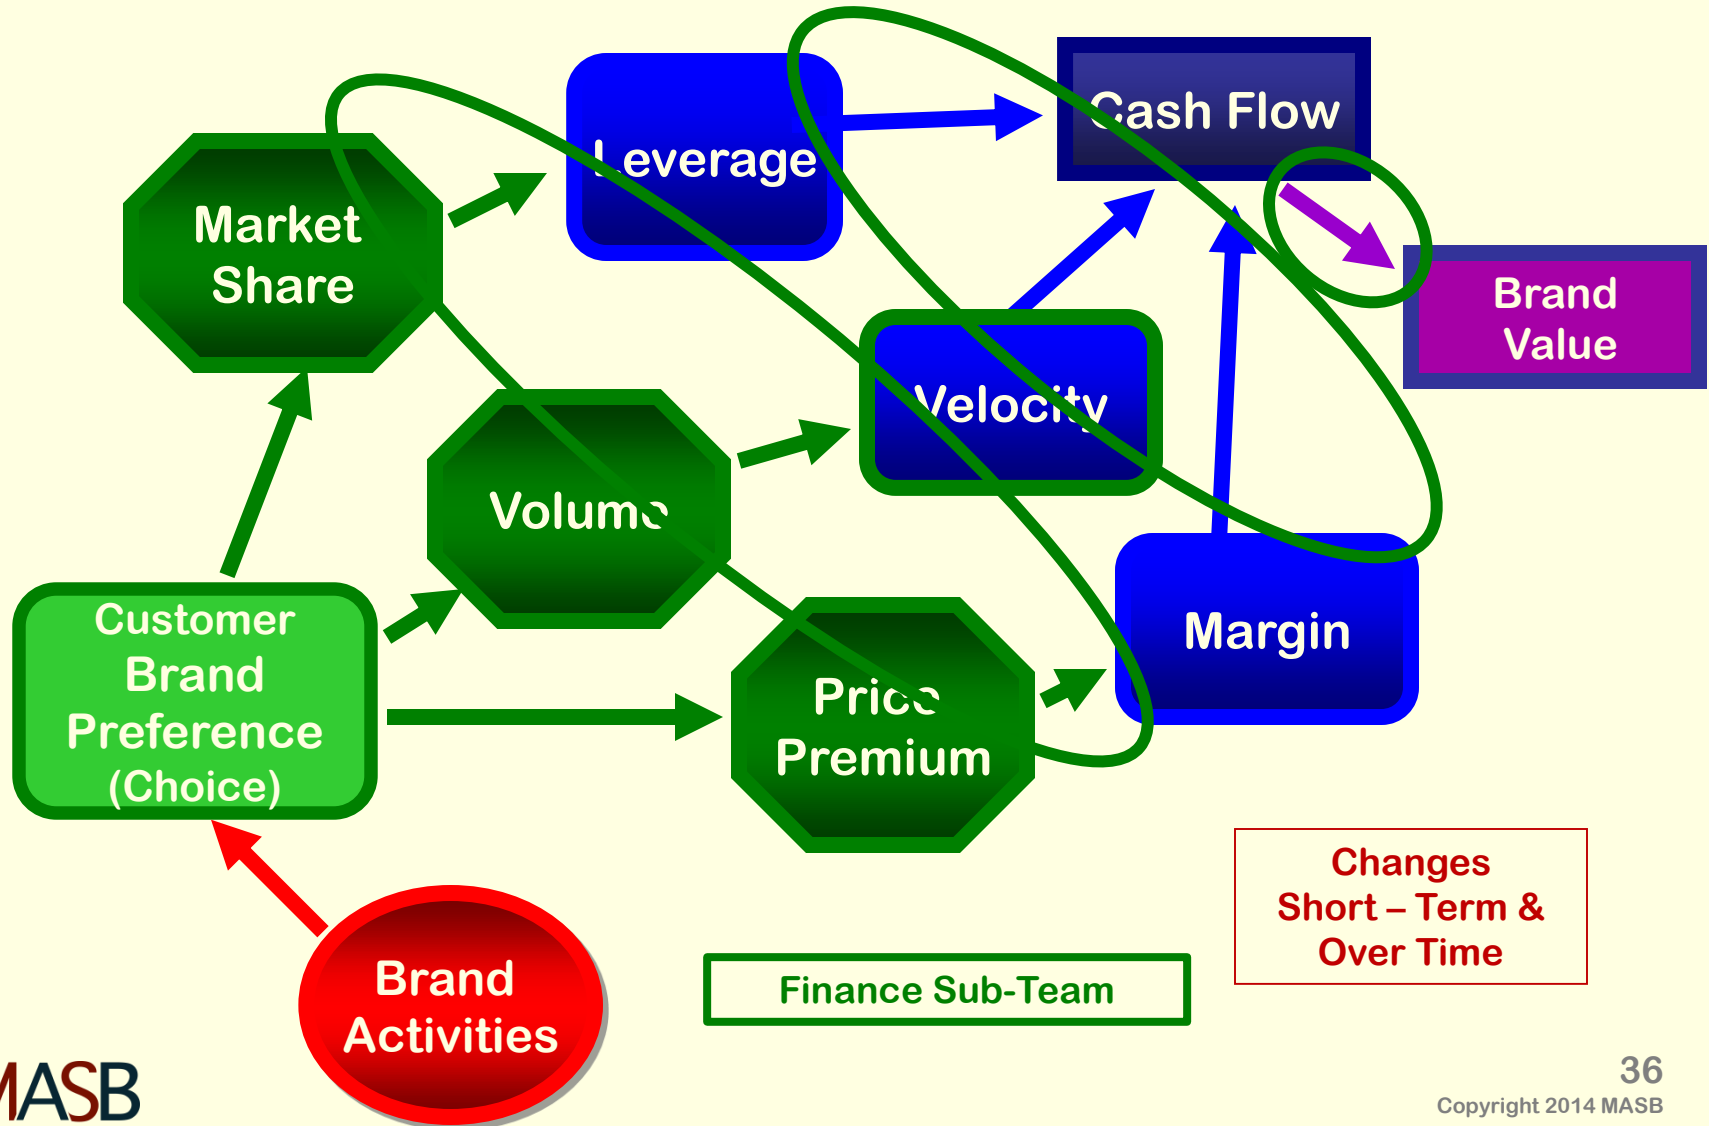 Cash Flow
Leverage
Market
Share
Brand
Value
Velocity
Volume
Customer
Brand
Preference
(Choice)
Margin
Price
Premium
Changes
Short – Term &
Over Time
Brand
Activities
Finance Sub-Team
MASB
36
Copyright 2014 MASB